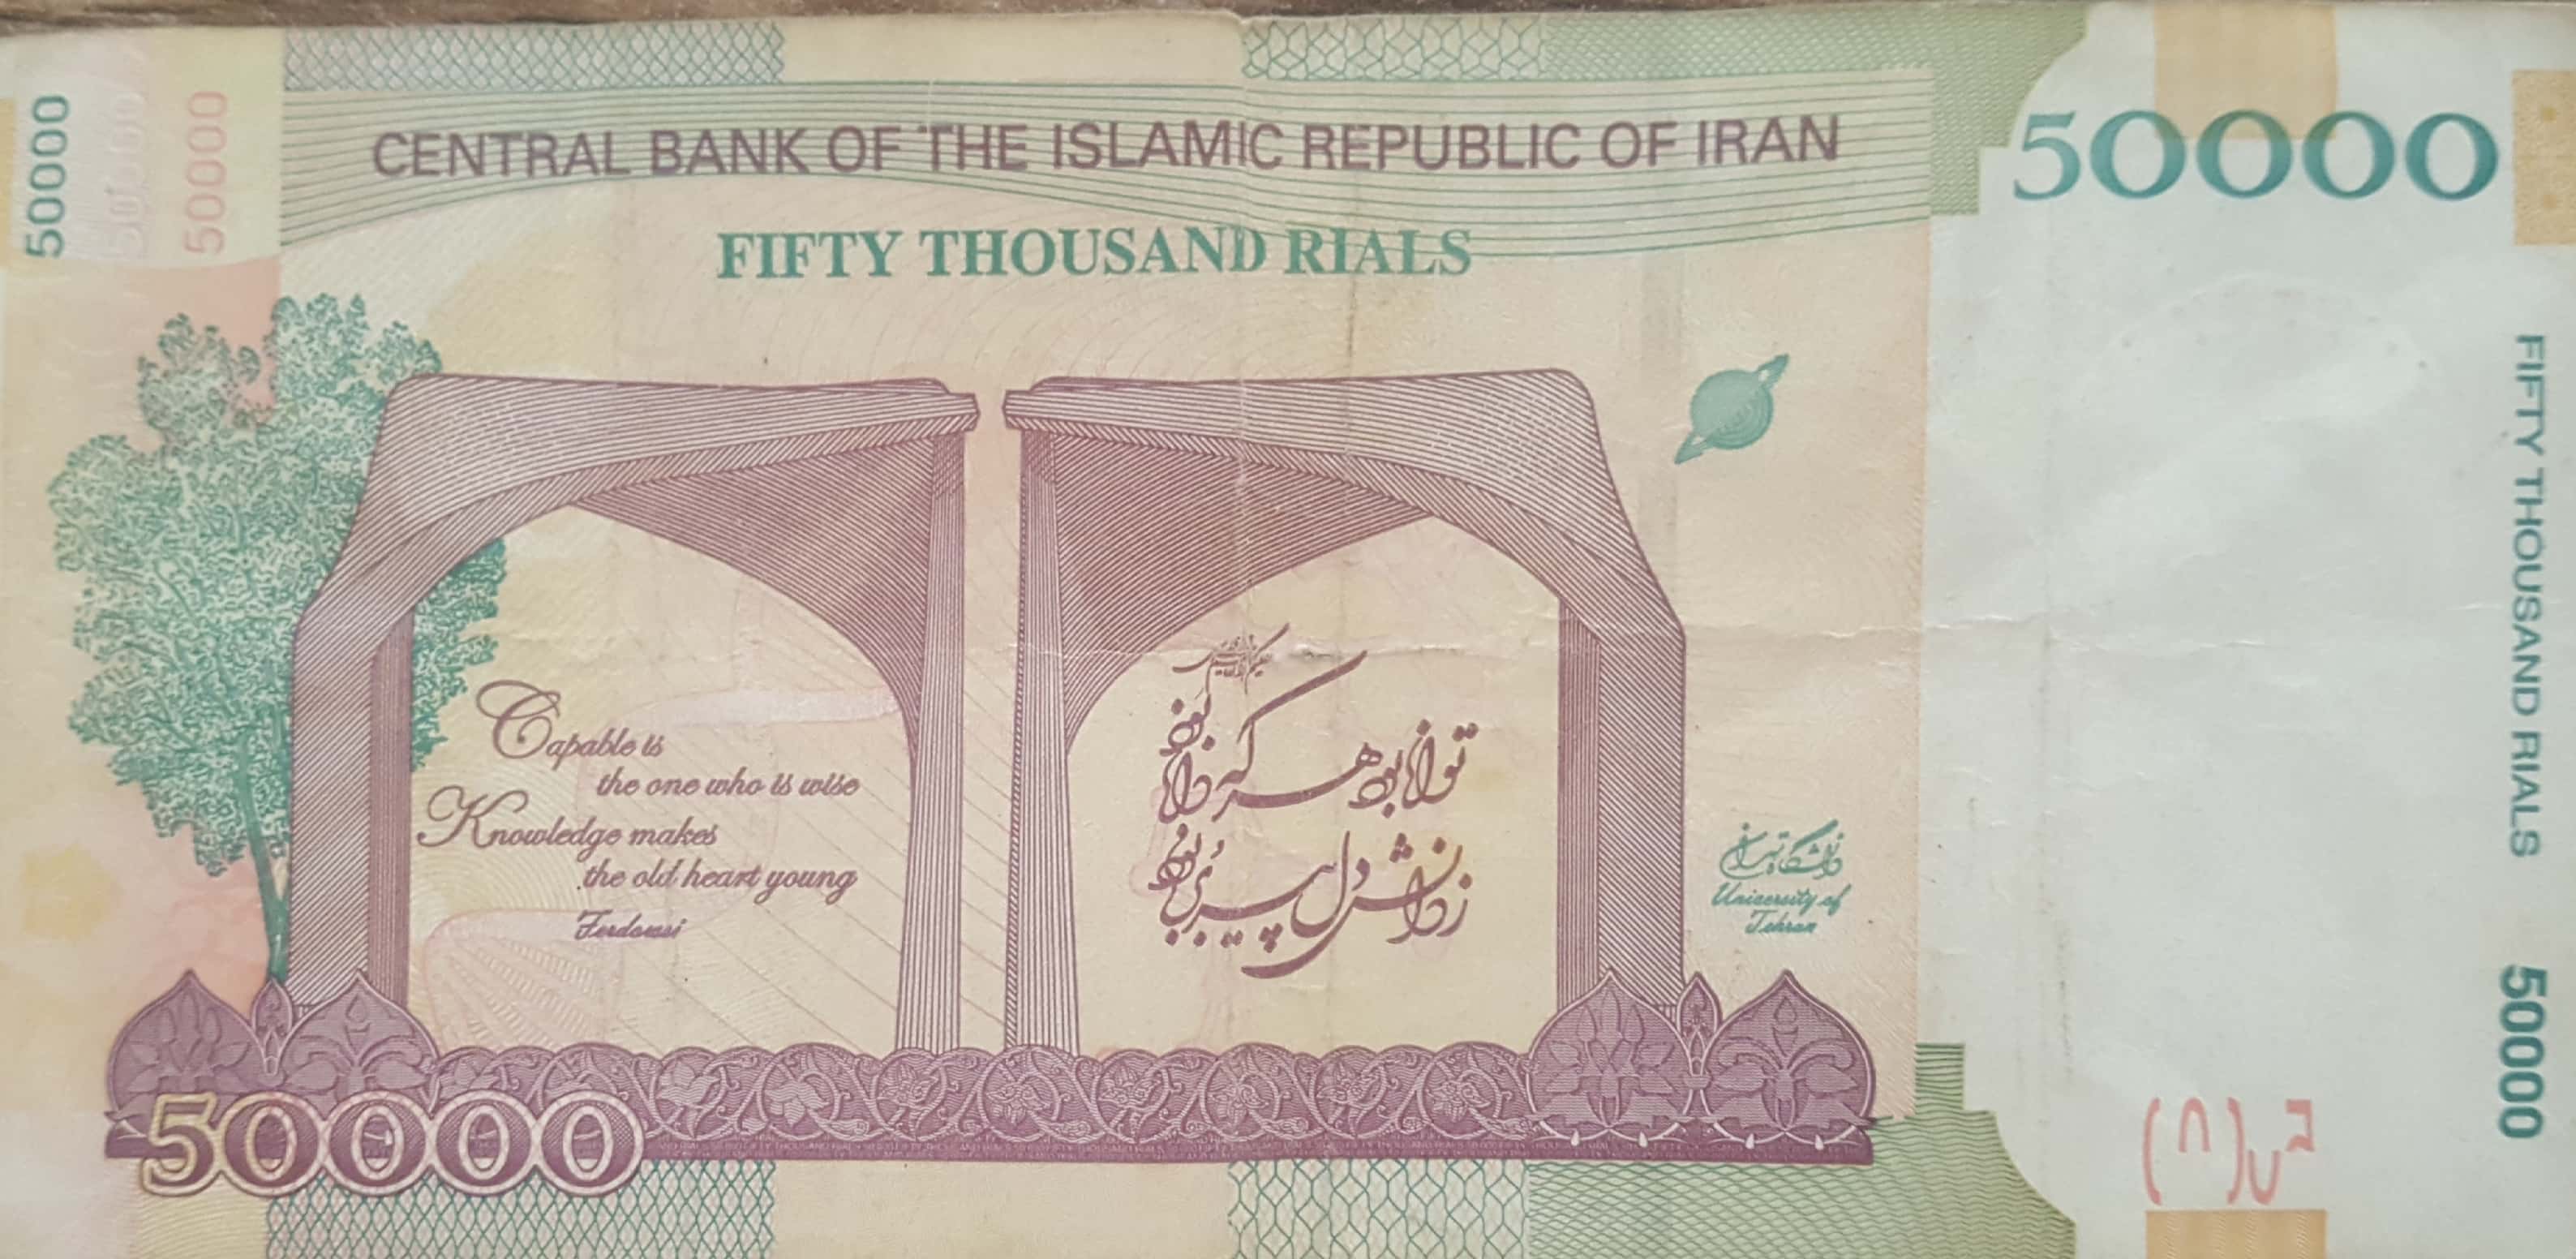 50000
50000
50000
CENTRAL BANK OF THE ISLAMIC REPUBLIC OF IRAN
50000
FIFTY THOUSAND RIALS
Capable is
the one who is wise
Knowledge makes
the old heart young
Ferdowsi
توانا بود هر که دانا بود
ز دانش دل پیر برنا بود
دانشگاه تهران
University of
Tehran
FIFTY THOUSAND RIALS 50000
50000